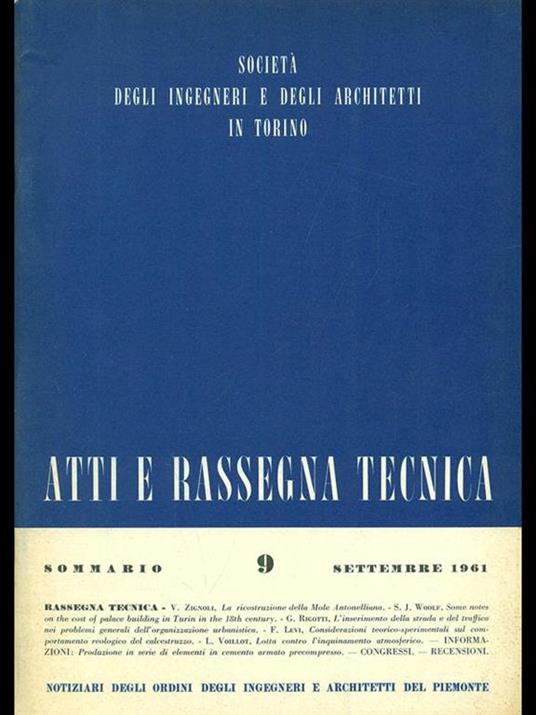 SOCIETÀ
DEGLI INGEGNERI E DEGLI ARCHITETTI
IN TORINO
ATTI E RASSEGNA TECNICA
SOMMARIO 9 SETTEMBRE 1961
RASSEGNA TECNICA - V. ZIGNOLI, La ricostruzione della Mole Antonelliana. - S. J. WOOLF, Some notes
on the cost of palace building in Turin in the 18th century. - G. RIGOTTI, L'inserimento della strada e del traffico
nei problemi generali dell'organizzazione urbanistica. - F. LEVI, Considerazioni teorico-sperimentali sul com-
portamento reologico del calcestruzzo. - L. VOILLOT, Lotta contro l'inquinamento atmosferico. — INFORMA-
ZIONI: Produzione in serie di elementi in cemento armato precompresso. — CONGRESSI. — RECENSIONI.
NOTIZIARI DEGLI ORDINI DEGLI INGEGNERI E ARCHITETTI DEL PIEMONTE